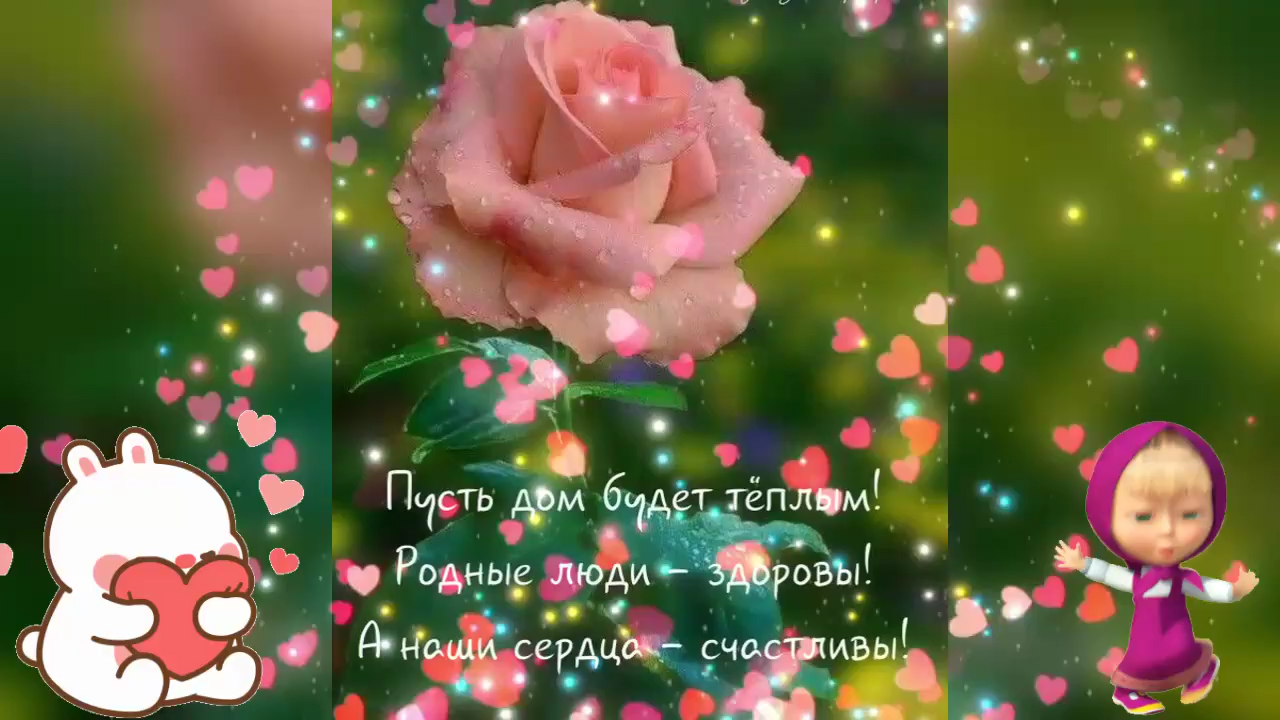 Пусть дом будет тёплым!
Родные люди – здоровы!
А наши сердца – счастливы!